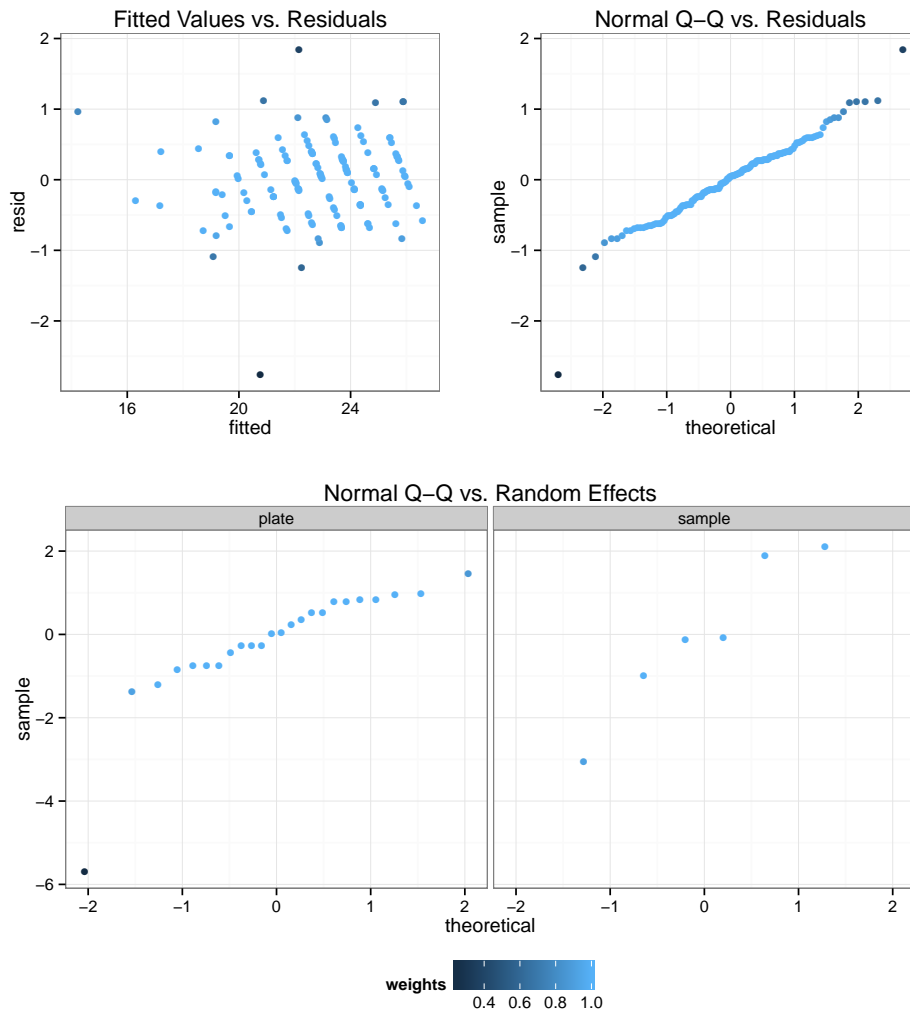 Fitted Values vs. Residuals
2
1
0
−1
−2
resid
16 20 24
fitted
Normal Q−Q vs. Residuals
2
1
0
−1
−2
sample
−2 −1 0 1 2
theoretical
Normal Q−Q vs. Random Effects
plate sample
2
0
−2
−4
−6
sample
−2 −1 0 1 2 −2 −1 0 1 2
theoretical
weights
0.4 0.6 0.8 1.0